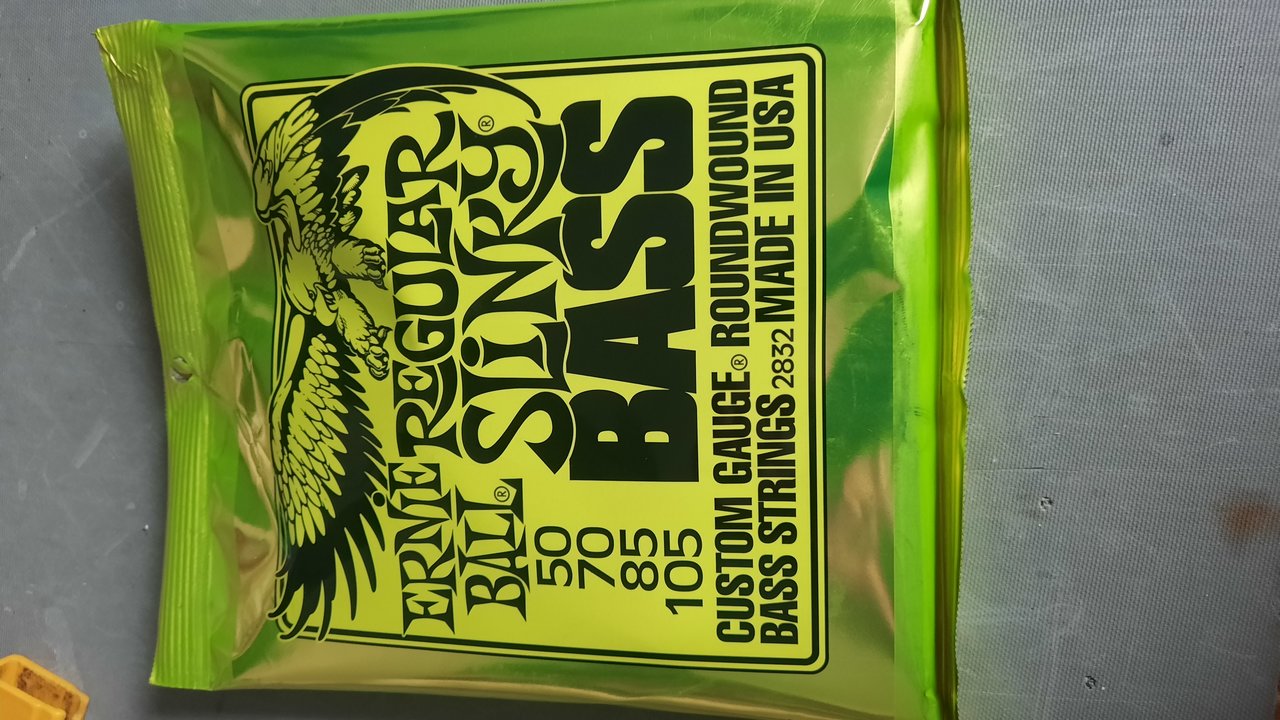 ERNIE BALL® REGULAR SLINKY®
BASS
50
70
85
105
CUSTOM GAUGE® ROUNDWOUND
BASS STRINGS 2832 MADE IN USA